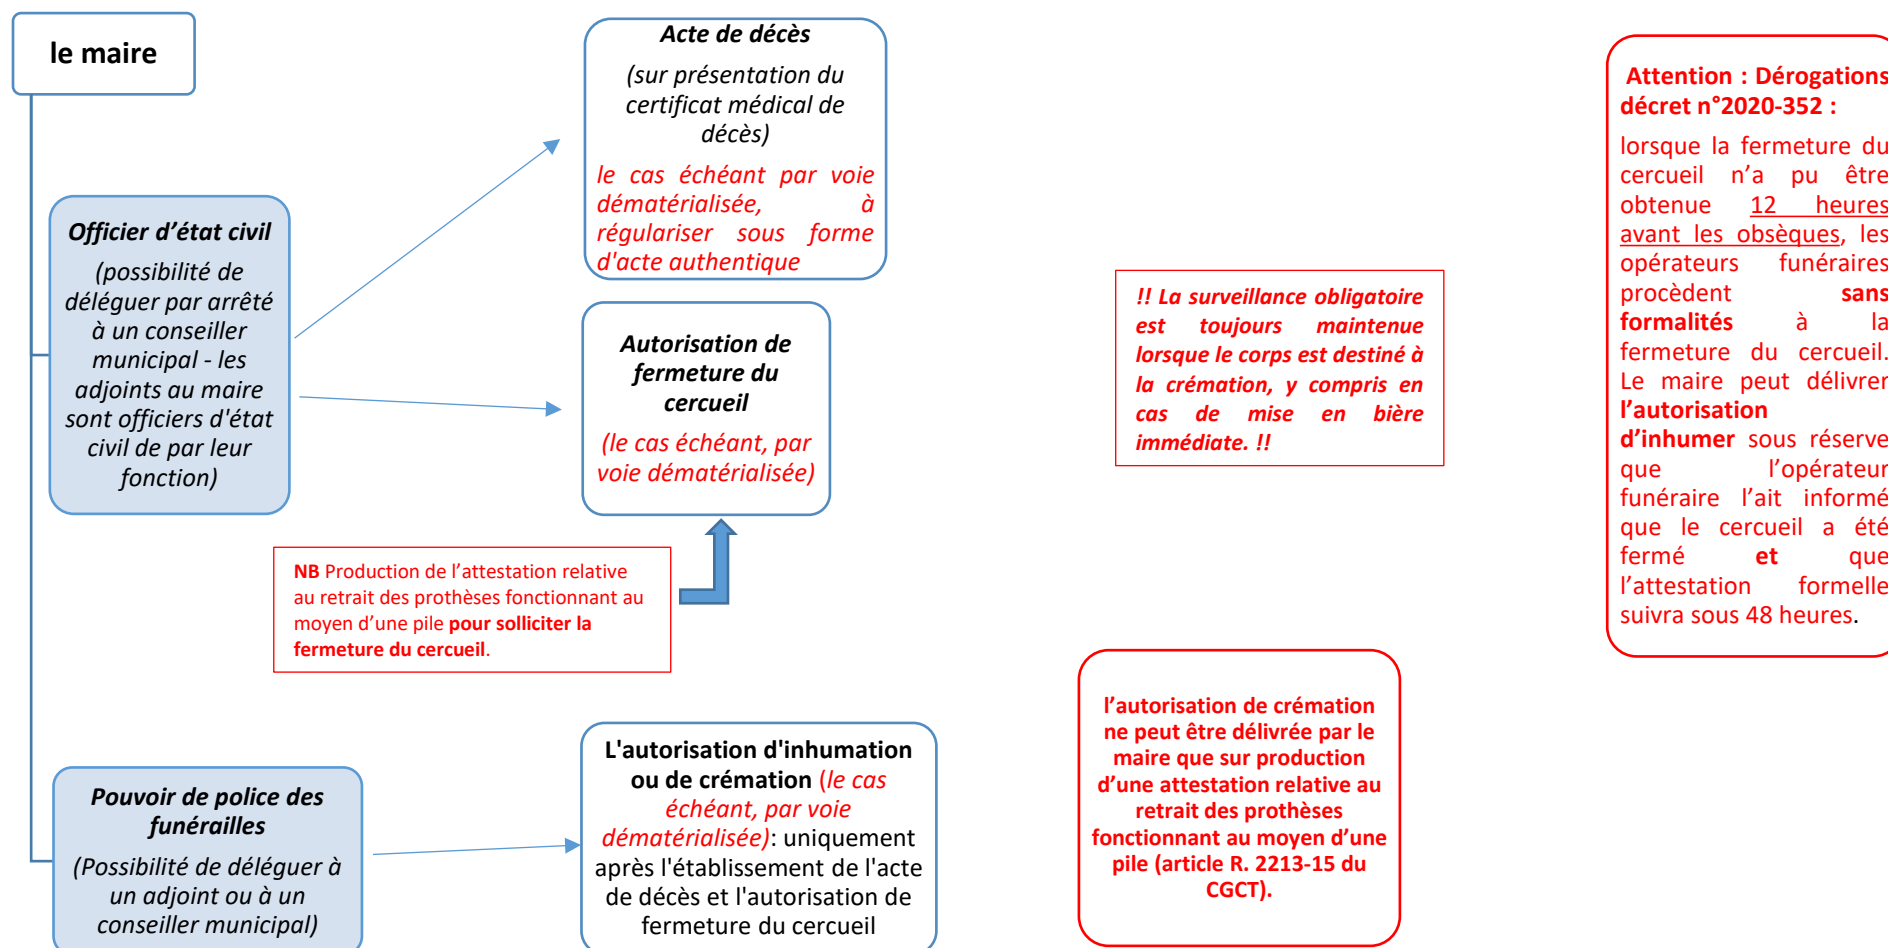 le maire
Officier d’état civil
(possibilité de
déléguer par arrêté
à un conseiller
municipal - les
adjoints au maire
sont officiers d'état
civil de par leur
fonction)
Acte de décès
(sur présentation du
certificat médical de
décès)
le cas échéant par voie
dématérialisée, à
régulariser sous forme
d'acte authentique
Autorisation de
fermeture du
cercueil
(le cas échéant, par
voie dématérialisée)
NB Production de l’attestation relative
au retrait des prothèses fonctionnant au
moyen d’une pile pour solliciter la
fermeture du cercueil.
Pouvoir de police des
funérailles
(Possibilité de déléguer à
un adjoint ou à un
conseiller municipal)
L'autorisation d'inhumation
ou de crémation (le cas
échéant, par voie
dématérialisée): uniquement
après l'établissement de l'acte
de décès et l'autorisation de
fermeture du cercueil
!! La surveillance obligatoire
est toujours maintenue
lorsque le corps est destiné à
la crémation, y compris en
cas de mise en bière
immédiate. !!
l’autorisation de crémation
ne peut être délivrée par le
maire que sur production
d’une attestation relative au
retrait des prothèses
fonctionnant au moyen d’une
pile (article R. 2213-15 du
CGCT).
Attention : Dérogations
décret n°2020-352 :
lorsque la fermeture du
cercueil n’a pu être
obtenue 12 heures
avant les obsèques, les
opérateurs funéraires
procèdent sans
formalités à la
fermeture du cercueil.
Le maire peut délivrer
l’autorisation
d’inhumer sous réserve
que l’opérateur
funéraire l’ait informé
que le cercueil a été
fermé et que
l’attestation formelle
suivra sous 48 heures.